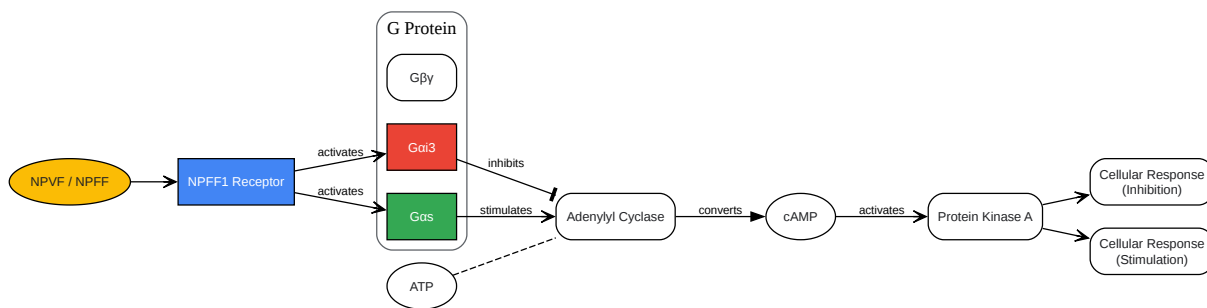 G Protein
Gβγ
NPVF / NPFF
NPFF1 Receptor
activates
activates
Gαi3
Gαs
ATP
inhibits
stimulates
Adenylyl Cyclase
converts
cAMP
activates
Protein Kinase A
Cellular Response
(Inhibition)
Cellular Response
(Stimulation)